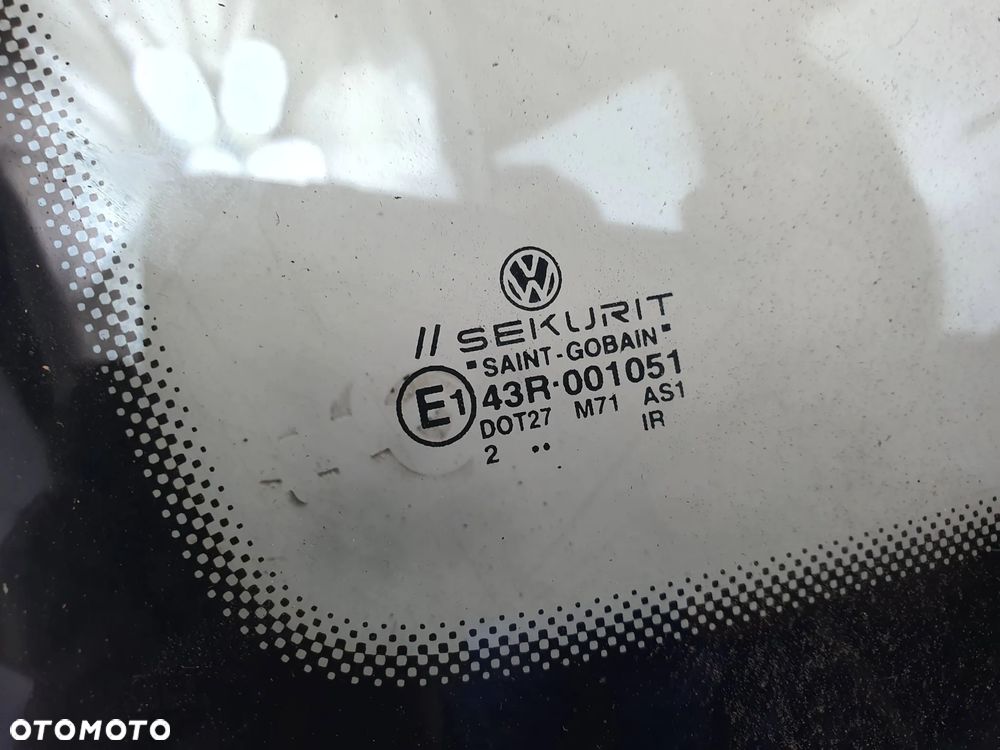 // SEKURIT
"SAINT-GOBAIN"
E1 43R-001051
DOT27 M71 AS1
2 .. IR
OTOMOTO